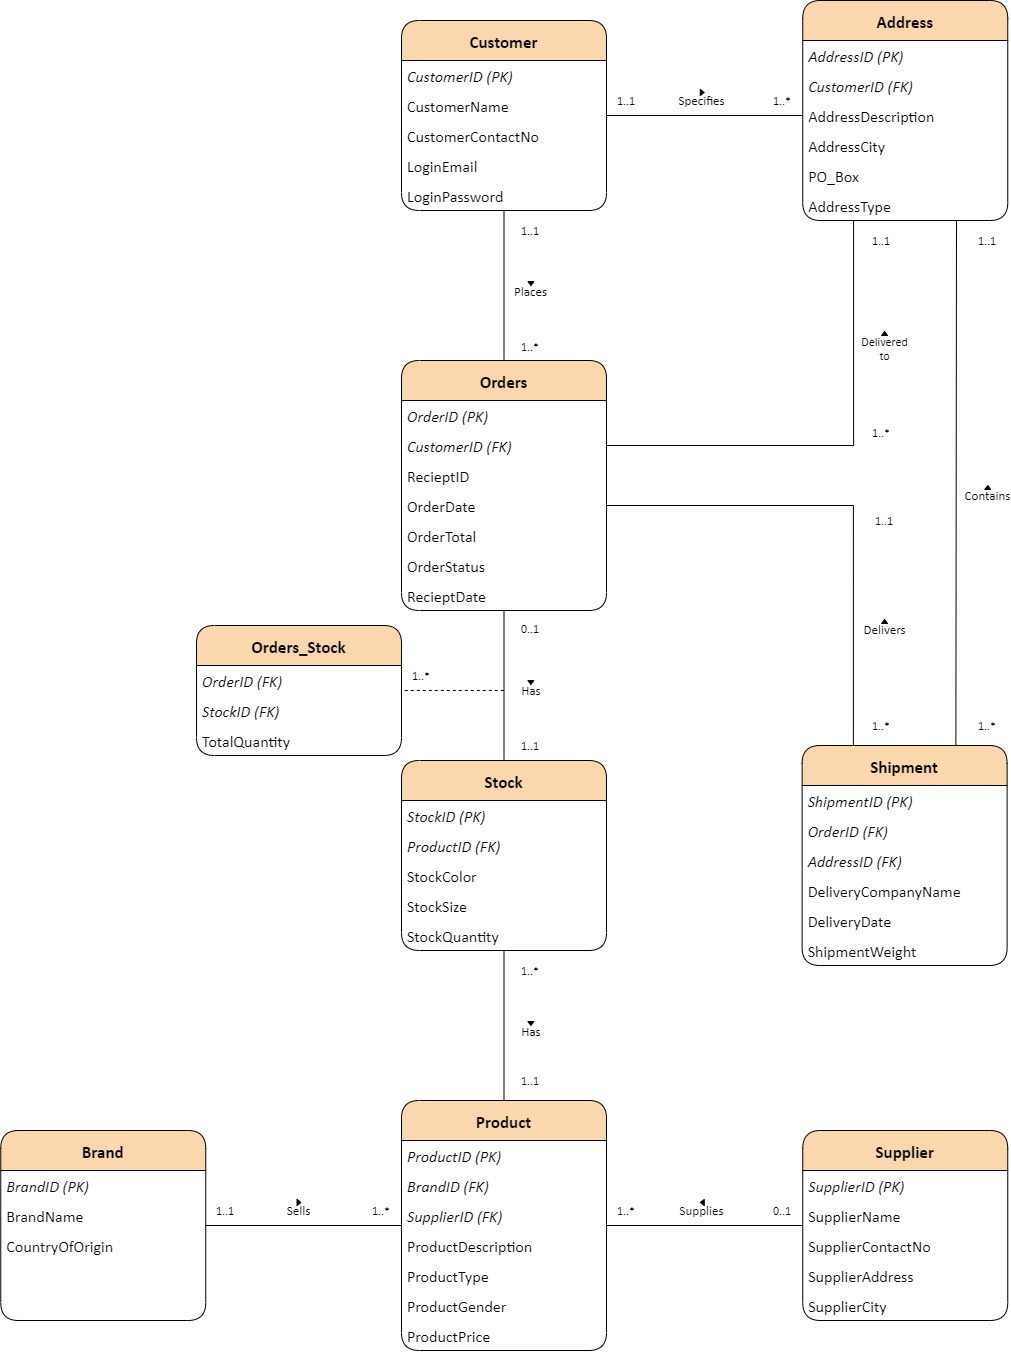 Customer
CustomerID (PK)
CustomerName
CustomerContactNo
LoginEmail
LoginPassword
1..1
Specifies
1..*
Address
AddressID (PK)
CustomerID (FK)
AddressDescription
AddressCity
PO_Box
AddressType
1..1
Places
1..*
1..1
Delivered
to
1..*
1..1
Contains
1..*
Orders
OrderID (PK)
CustomerID (FK)
RecieptID
OrderDate
OrderTotal
OrderStatus
RecieptDate
1..1
Delivers
1..*
Orders_Stock
OrderID (FK)
StockID (FK)
TotalQuantity
1..*
0..1
Has
1..1
Stock
StockID (PK)
ProductID (FK)
StockColor
StockSize
StockQuantity
Shipment
ShipmentID (PK)
OrderID (FK)
AddressID (FK)
DeliveryCompanyName
DeliveryDate
ShipmentWeight
1..*
Has
1..1
Brand
BrandID (PK)
BrandName
CountryOfOrigin
1..1
Sells
1..*
Product
ProductID (PK)
BrandID (FK)
SupplierID (FK)
ProductDescription
ProductType
ProductGender
ProductPrice
1..*
Supplies
0..1
Supplier
SupplierID (PK)
SupplierName
SupplierContactNo
SupplierAddress
SupplierCity